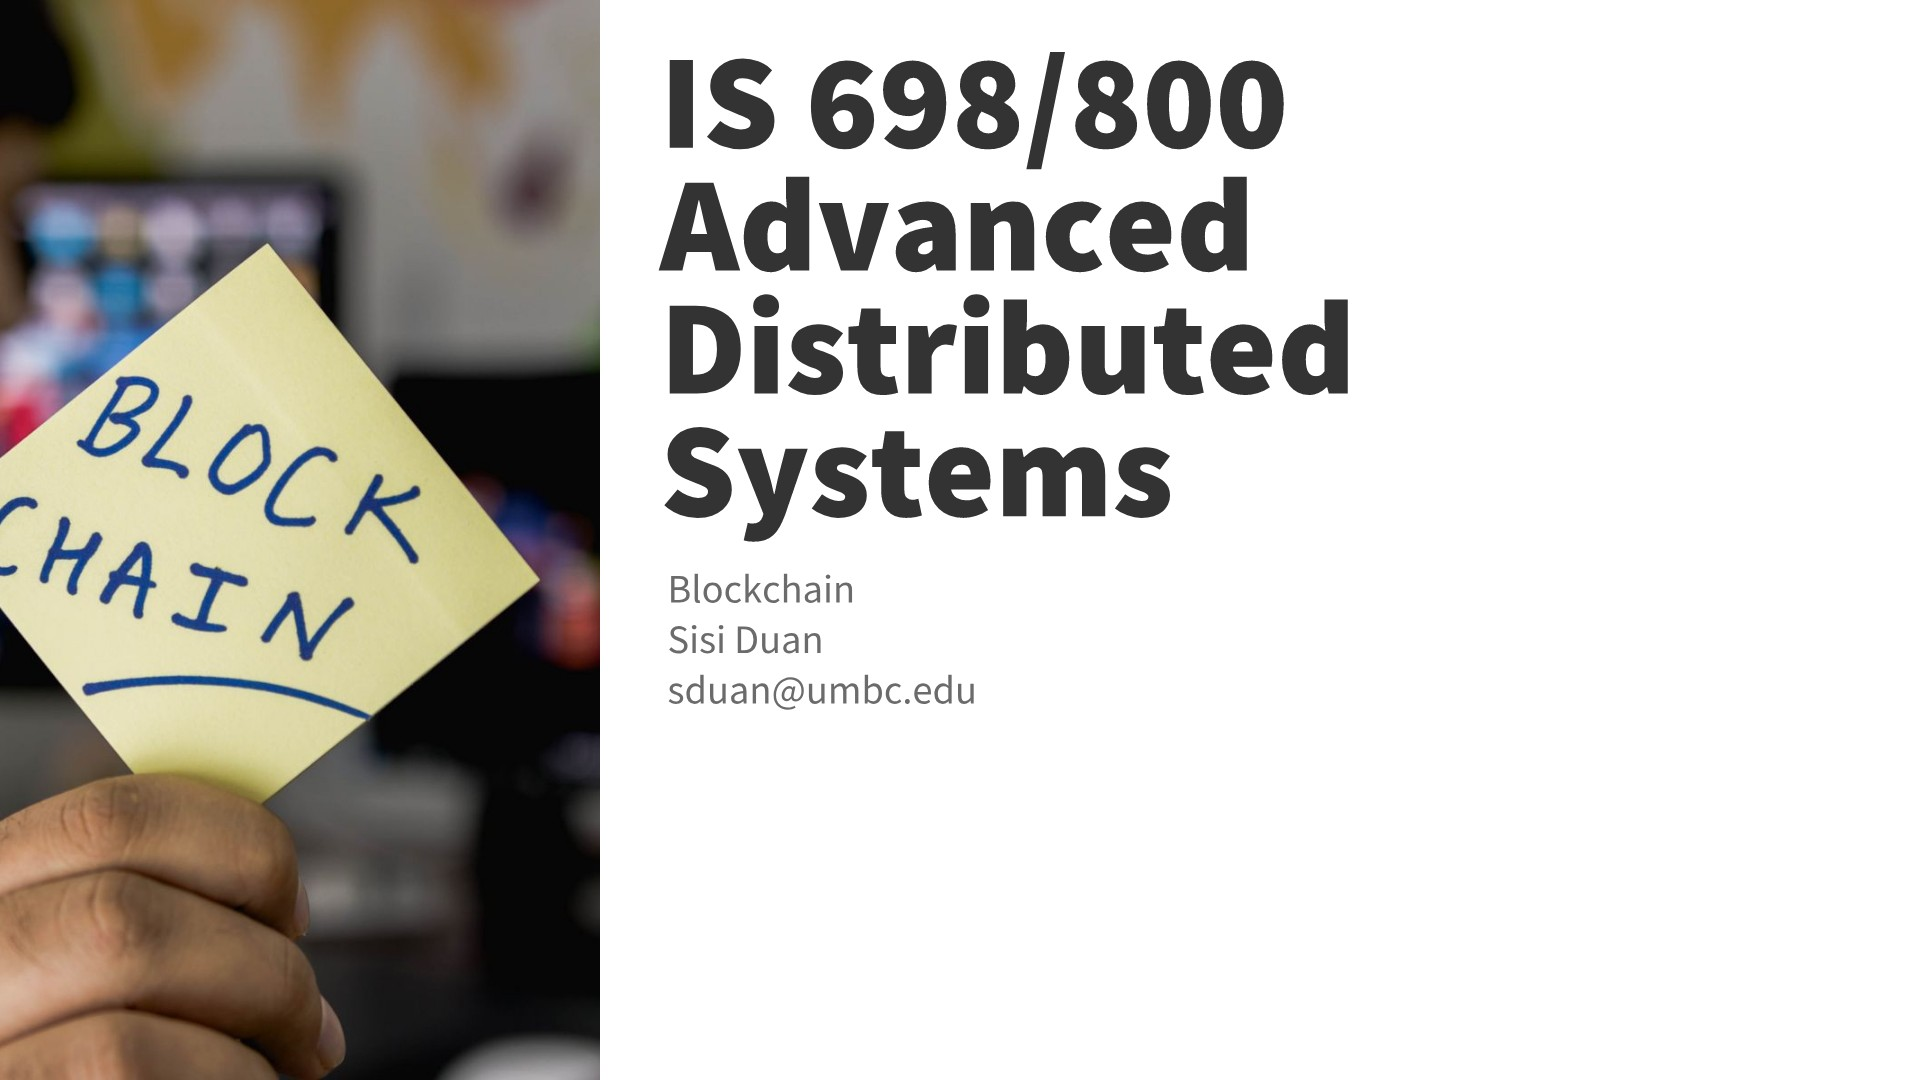 BLOCK
CHAIN
IS 698/800
Advanced
Distributed
Systems
Blockchain
Sisi Duan
sduan@umbc.edu